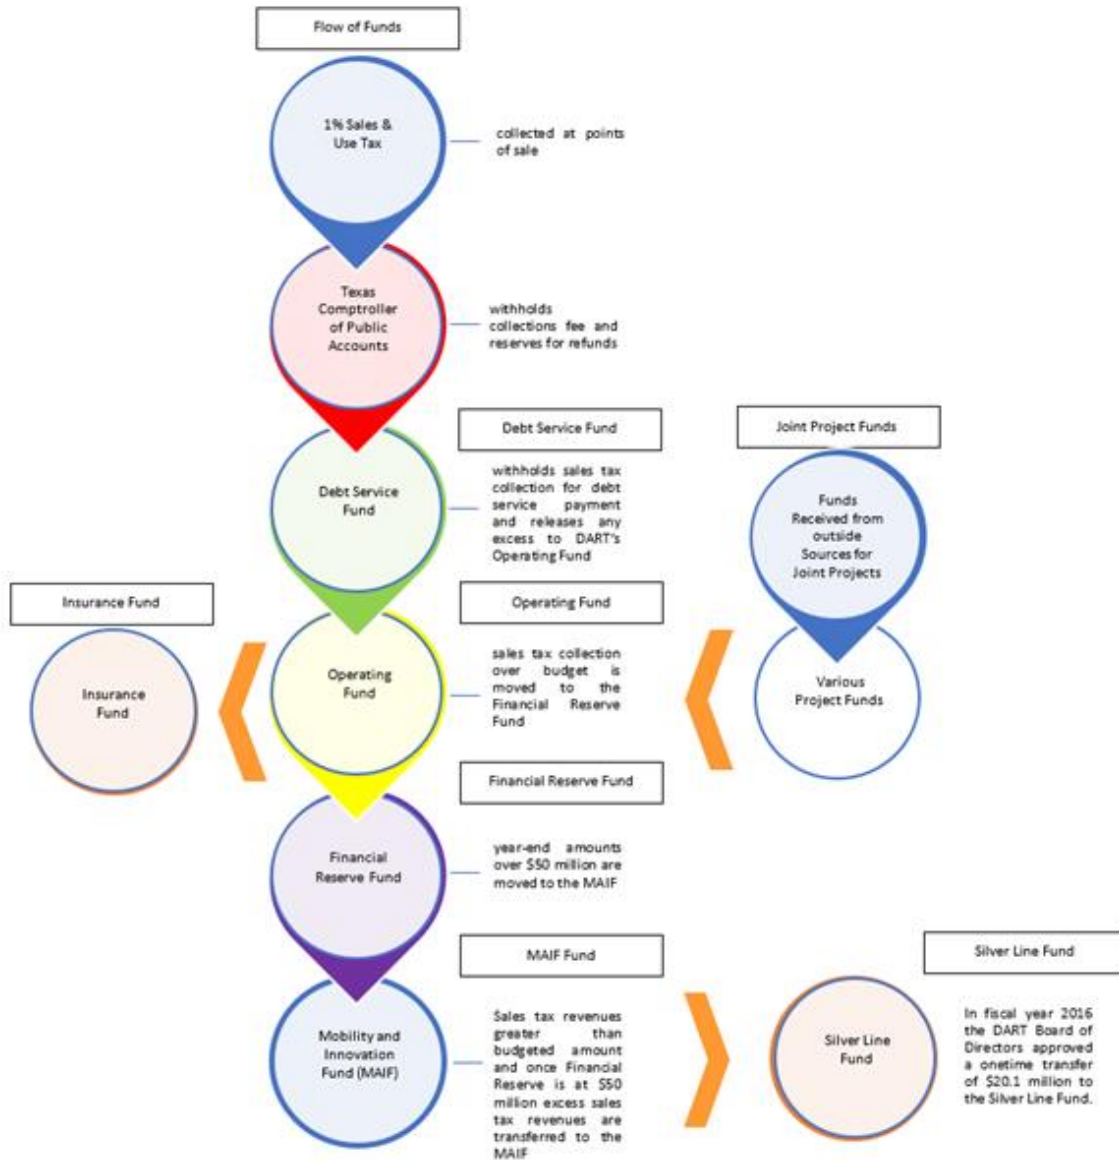 Flow of Funds
1% Sales &
Use Tax
collected at points
of sale
Texas
Comptroller
of Public
Accounts
withholds
collections fee and
reserves for refunds
Debt Service Fund
Debt Service
Fund
withholds sales tax
collection for debt
service payment
and releases any
excess to DART's
Operating Fund
Joint Project Funds
Funds
Received from
outside
Sources for
Joint Projects
Insurance Fund
Insurance
Fund
Operating Fund
Operating
Fund
sales tax collection
over budget is
moved to the
Financial Reserve
Fund
Various
Project Funds
Financial Reserve Fund
Financial
Reserve Fund
year-end amounts
over $50 million are
moved to the MAIF
MAIF Fund
Mobility and
Innovation
Fund (MAIF)
Sales tax revenues
greater than
budgeted amount
and once Financial
Reserve is at $50
million excess sales
tax revenues are
transferred to the
MAIF
Silver Line Fund
Silver Line
Fund
In fiscal year 2016
the DART Board of
Directors approved
a onetime transfer
of $20.1 million to
the Silver Line Fund.